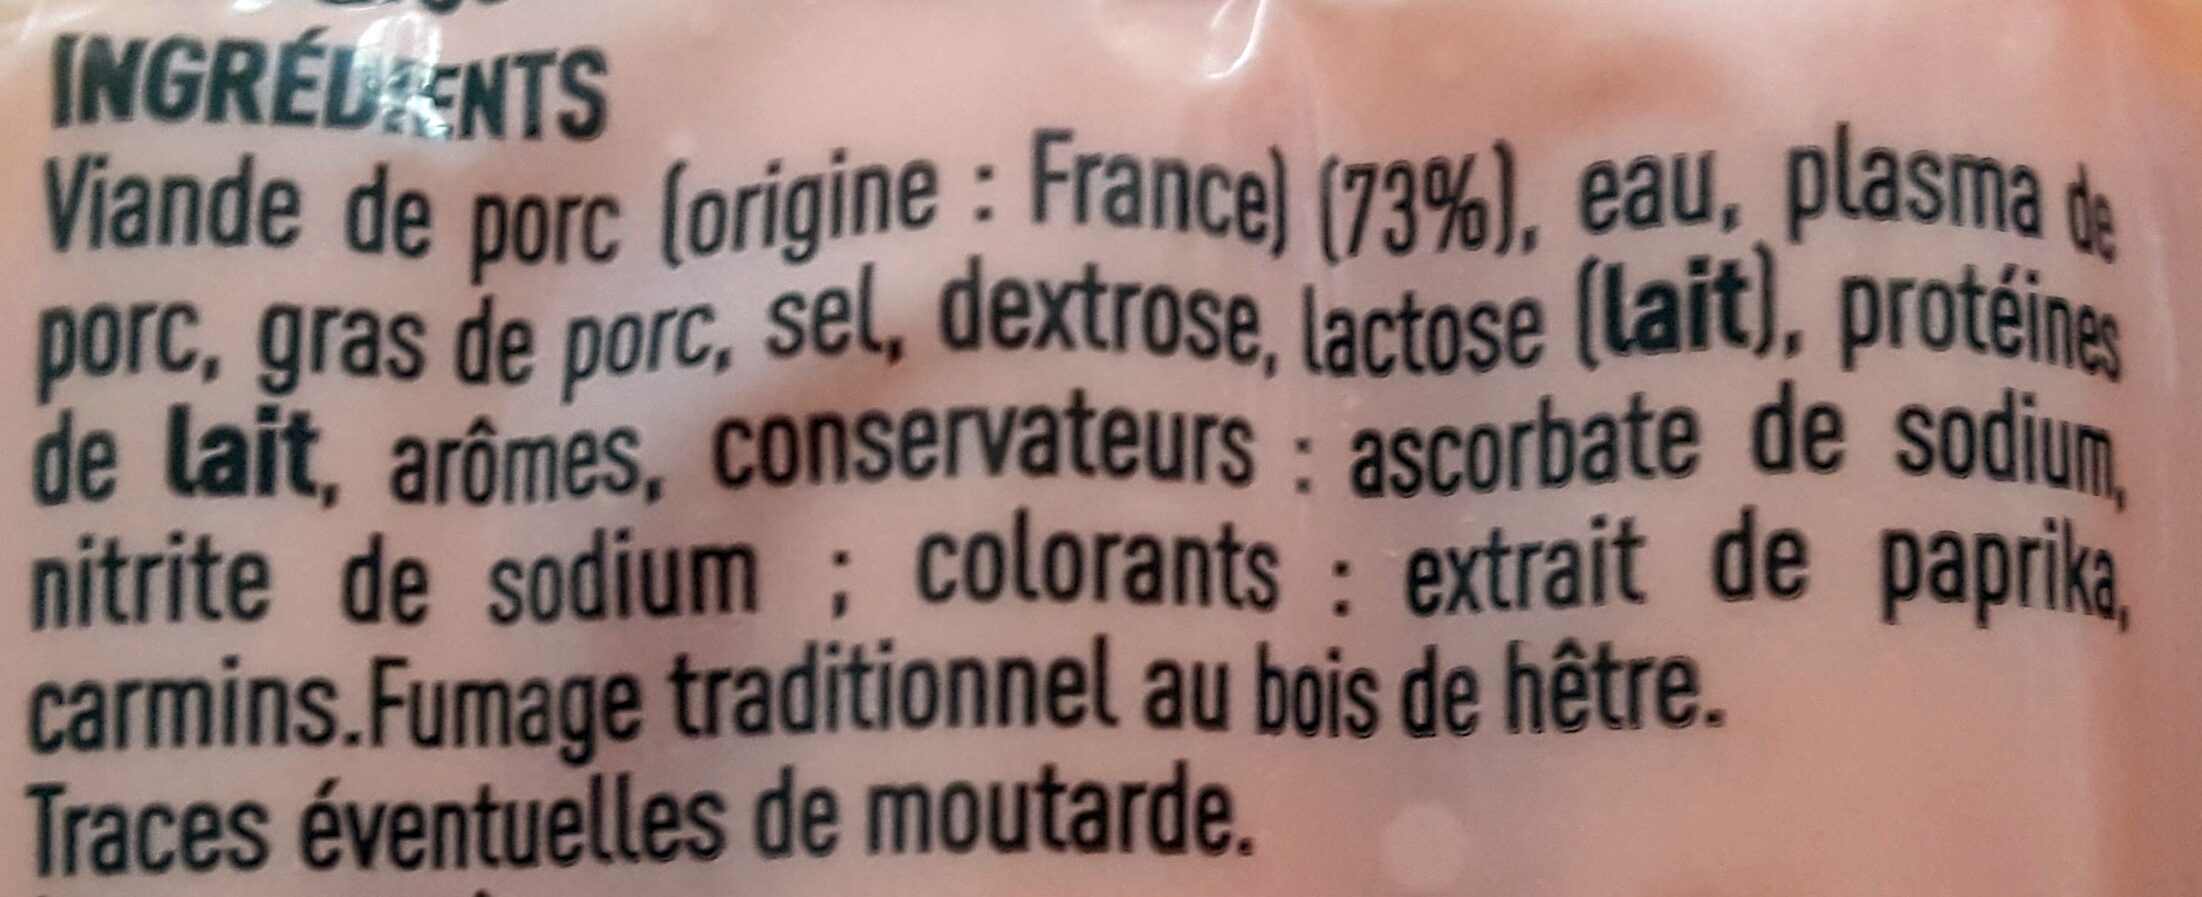 INGRÉDIENTS
Viande de porc (origine : France) (73%), eau, plasma de
porc, gras de porc, sel, dextrose, lactose (lait), protéines
de lait, arômes, conservateurs : ascorbate de sodium,
nitrite de sodium ; colorants : extrait de paprika,
carmins.Fumage traditionnel au bois de hêtre.
Traces éventuelles de moutarde.